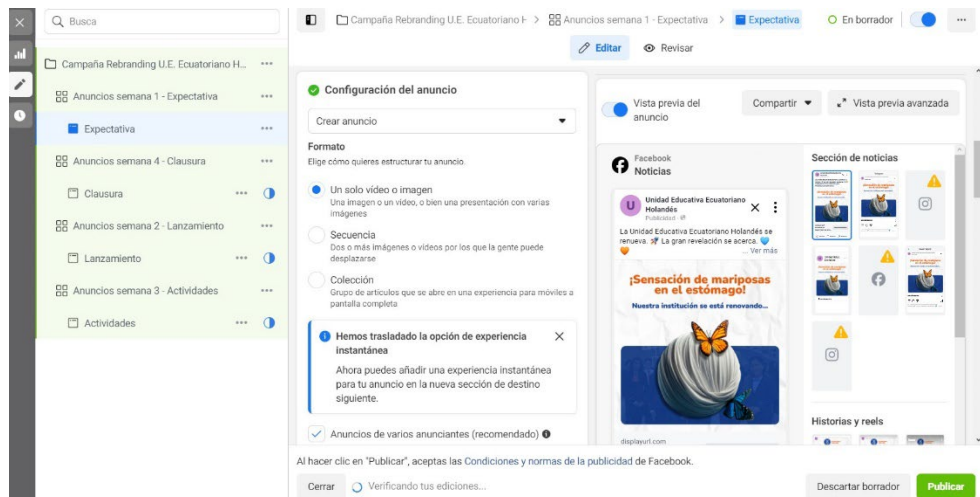 Busca
Campaña Rebranding U.E. Ecuatoriano H...
Anuncios semana 1 - Expectativa
Expectativa
Anuncios semana 4 - Clausura
Clausura
Anuncios semana 2 - Lanzamiento
Lanzamiento
Anuncios semana 3 - Actividades
Actividades
Campaña Rebranding U.E. Ecuatoriano H > Anuncios semana 1 - Expectativa > Expectativa
En borrador
Editar
Revisar
Configuración del anuncio
Crear anuncio
Formato
Elige cómo quieres estructurar tu anuncio.
Un solo vídeo o imagen
Una imagen o un vídeo, o bien una presentación con varias
imágenes
Secuencia
Dos o más imágenes o vídeos por los que la gente puede
desplazarse
Colección
Grupo de artículos que se abre en una experiencia para móviles a
pantalla completa
Hemos trasladado la opción de experiencia
instantánea
Ahora puedes añadir una experiencia instantánea
para tu anuncio en la nueva sección de destino
siguiente.
Anuncios de varios anunciantes (recomendado)
Vista previa del
anuncio
Compartir
Vista previa avanzada
Facebook
Noticias
U
Unidad Educativa Ecuatoriano
Holandés
Publicidad
La Unidad Educativa Ecuatoriano Holandés se
renueva. 🚀 La gran revelación se acerca. 💙
🧡 ... Ver más
¡Sensación de mariposas
en el estómago!
Nuestra institución se está renovando...
displayurl.com
Sección de noticias
Historias y reels
Al hacer clic en "Publicar", aceptas las Condiciones y normas de la publicidad de Facebook.
Cerrar
Verificando tus ediciones...
Descartar borrador
Publicar